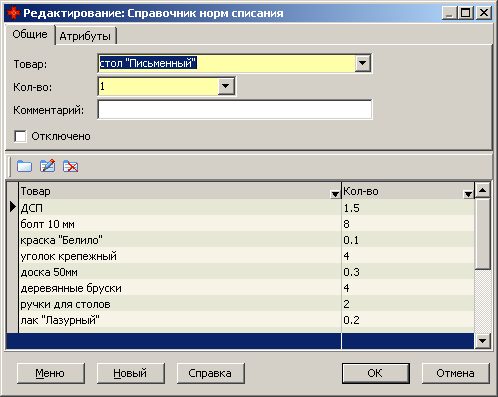 Редактирование: Справочник норм списания
Общие Атрибуты
Товар: стол "Письменный"
Кол-во: 1
Комментарий:
Отключено
Товар Кол-во
ДСП 1.5
болт 10 мм 8
краска "Белило" 0.1
уголок крепежный 4
доска 50мм 0.3
деревянные бруски 4
ручки для столов 2
лак "Лазурный" 0.2
Меню Новый Справка OK Отмена